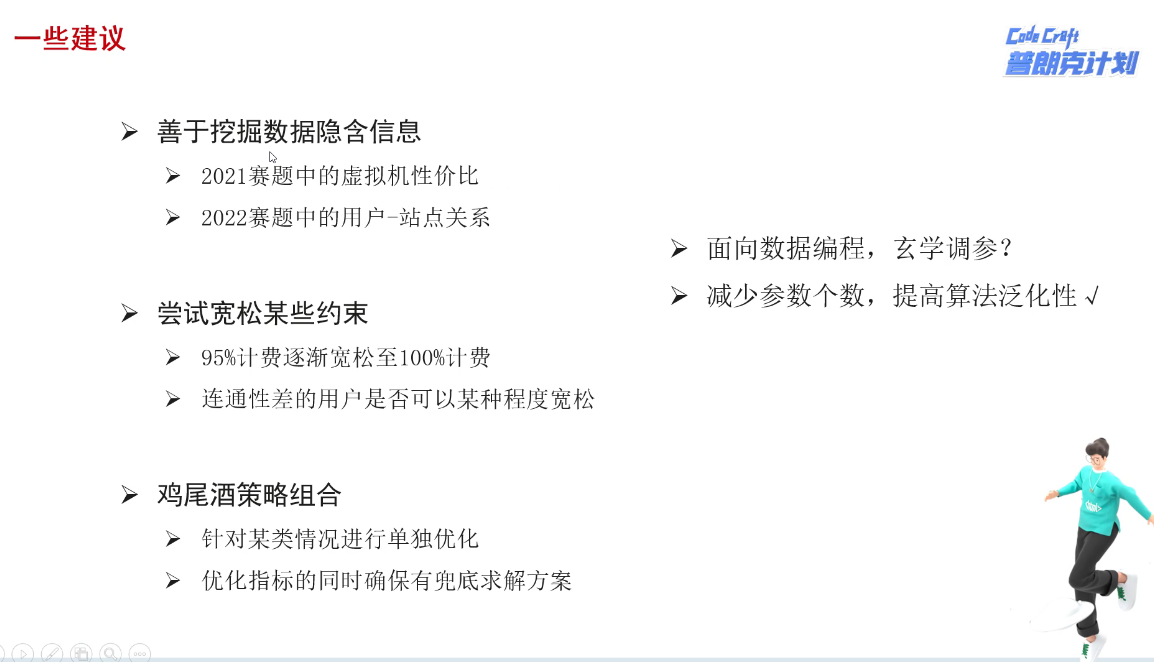 一些建议
Code Craft
普朗克计划
善于挖掘数据隐含信息
2021赛题中的虚拟机性价比
2022赛题中的用户-站点关系
尝试宽松某些约束
95%计费逐渐宽松至100%计费
连通性差的用户是否可以某种程度宽松
鸡尾酒策略组合
针对某类情况进行单独优化
优化指标的同时确保有兜底求解方案
面向数据编程，玄学调参？
减少参数个数，提高算法泛化性√